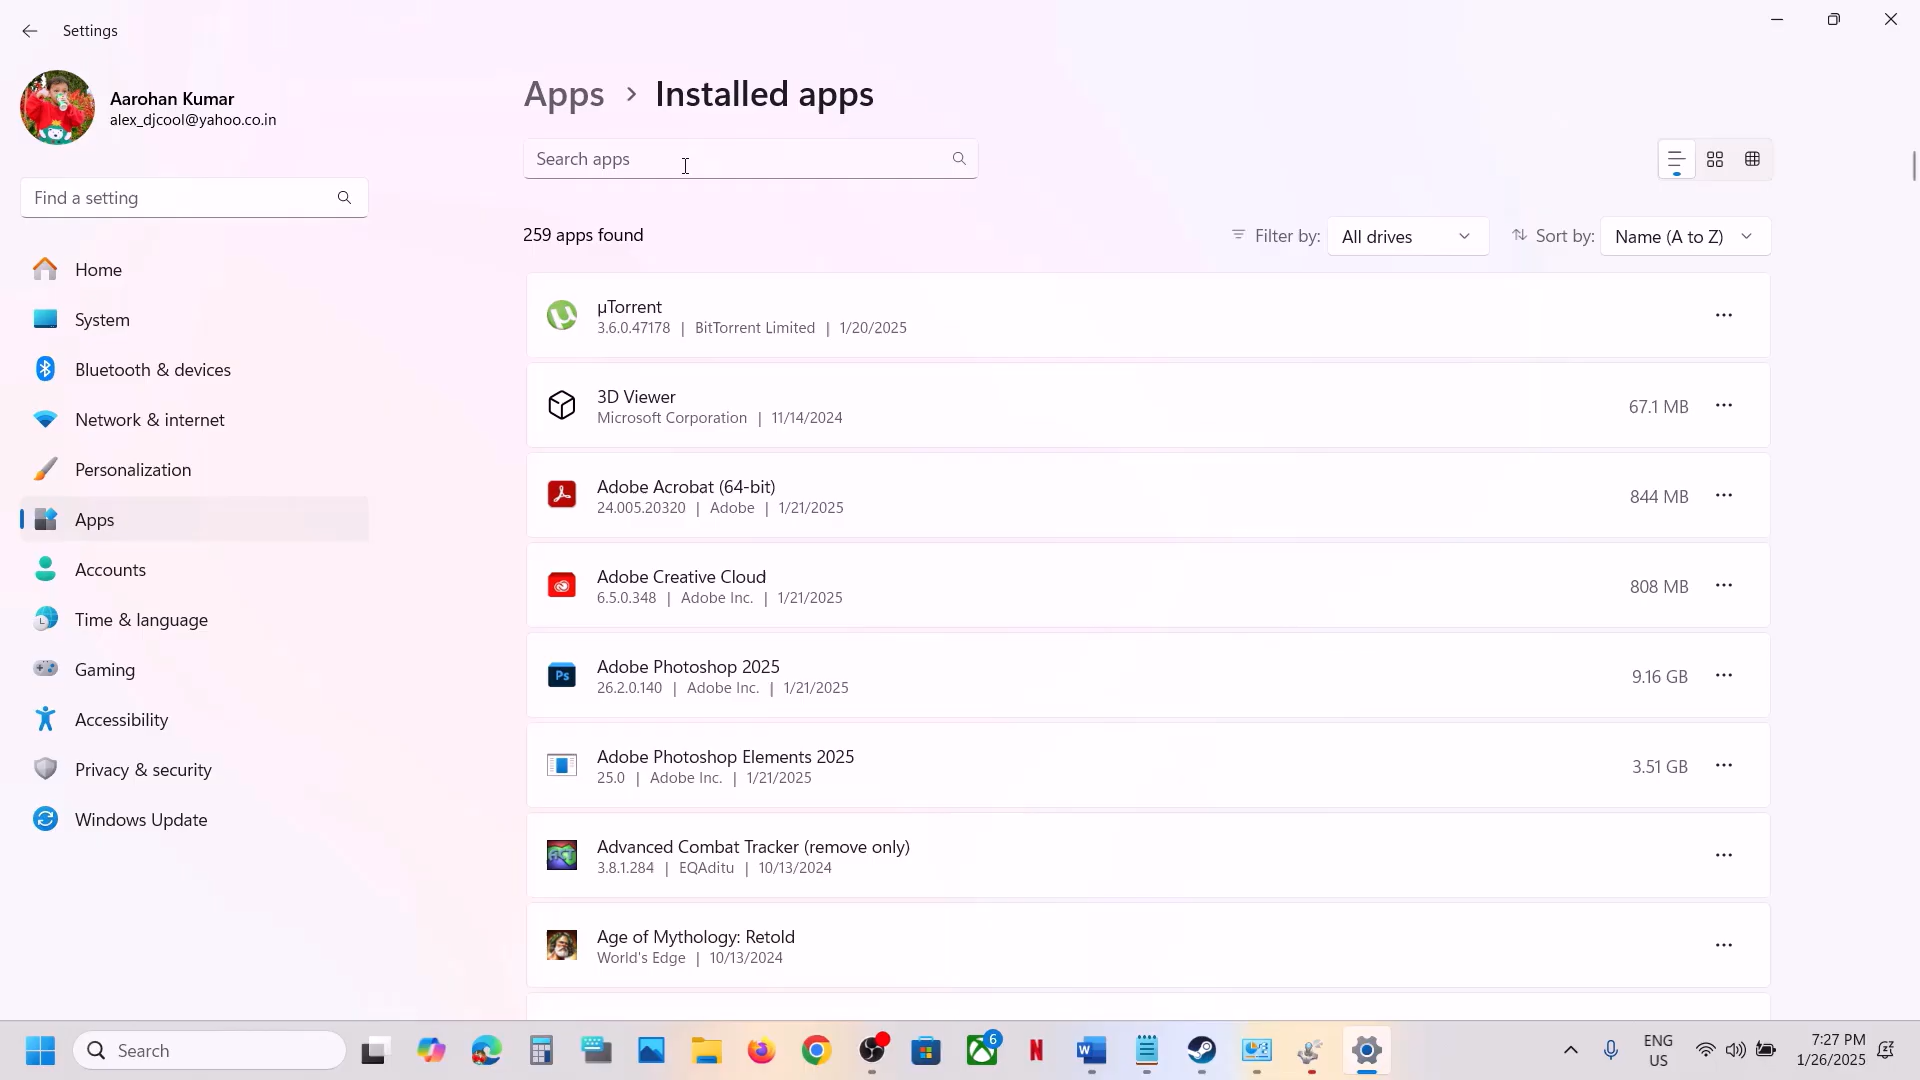 Settings
Aarohan Kumar
alex_djcool@yahoo.co.in
Find a setting
Home
System
Bluetooth & devices
Network & internet
Personalization
Apps
Accounts
Time & language
Gaming
Accessibility
Privacy & security
Windows Update
Apps > Installed apps
Search apps
259 apps found
Filter by: All drives
Sort by: Name (A to Z)
µTorrent
3.6.0.47178 | BitTorrent Limited | 1/20/2025
3D Viewer
Microsoft Corporation | 11/14/2024
67.1 MB
Adobe Acrobat (64-bit)
24.005.20320 | Adobe | 1/21/2025
844 MB
Adobe Creative Cloud
6.5.0.348 | Adobe Inc. | 1/21/2025
808 MB
Ps
Adobe Photoshop 2025
26.2.0.140 | Adobe Inc. | 1/21/2025
9.16 GB
Adobe Photoshop Elements 2025
25.0 | Adobe Inc. | 1/21/2025
3.51 GB
Advanced Combat Tracker (remove only)
3.8.1.284 | EQAditu | 10/13/2024
Age of Mythology: Retold
World's Edge | 10/13/2024
Search
6
ENG
US
7:27 PM
1/26/2025